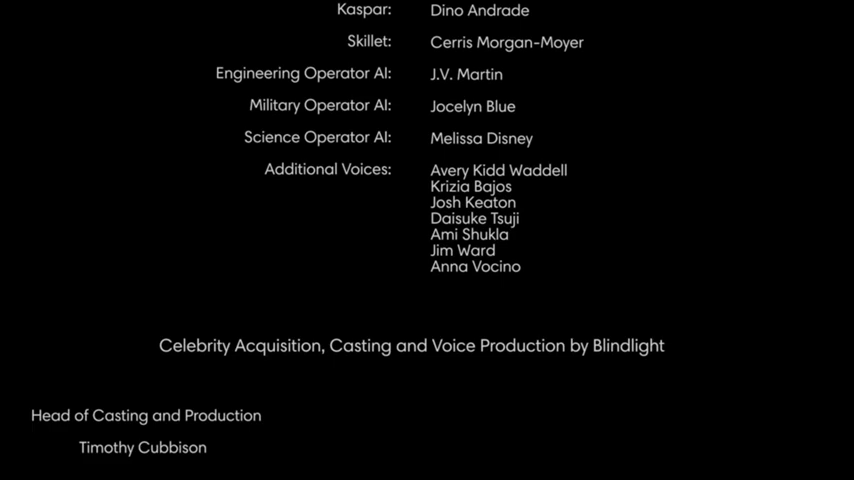 Kaspar: Dino Andrade
Skillet: Cerris Morgan-Moyer
Engineering Operator AI: J.V. Martin
Military Operator AI: Jocelyn Blue
Science Operator AI: Melissa Disney
Additional Voices: Avery Kidd Waddell
Krizia Bajos
Josh Keaton
Daisuke Tsuji
Ami Shukla
Jim Ward
Anna Vocino
Celebrity Acquisition, Casting and Voice Production by Blindlight
Head of Casting and Production
Timothy Cubbison